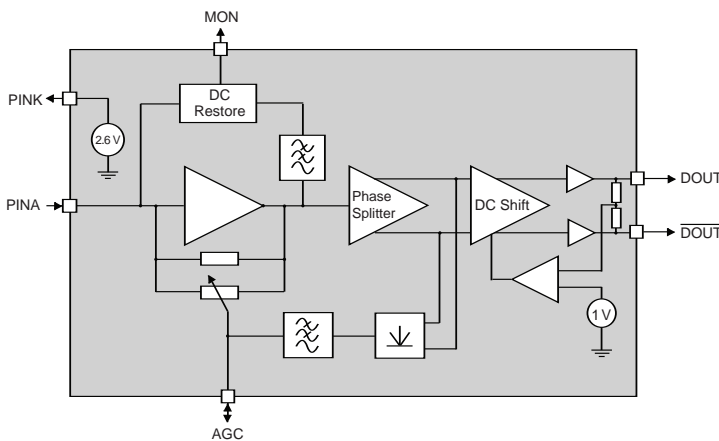 MON
PINK
DC
Restore
2.6 V
PINA
Phase
Splitter
DC Shift
DOUT
DOUT
1 V
AGC